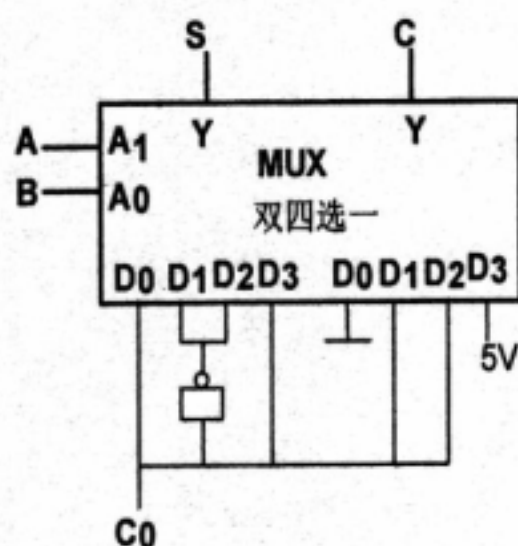 S C
A A1 Y Y
MUX
B A0
双四选一
D0 D1 D2 D3 D0 D1 D2 D3
5V
C0